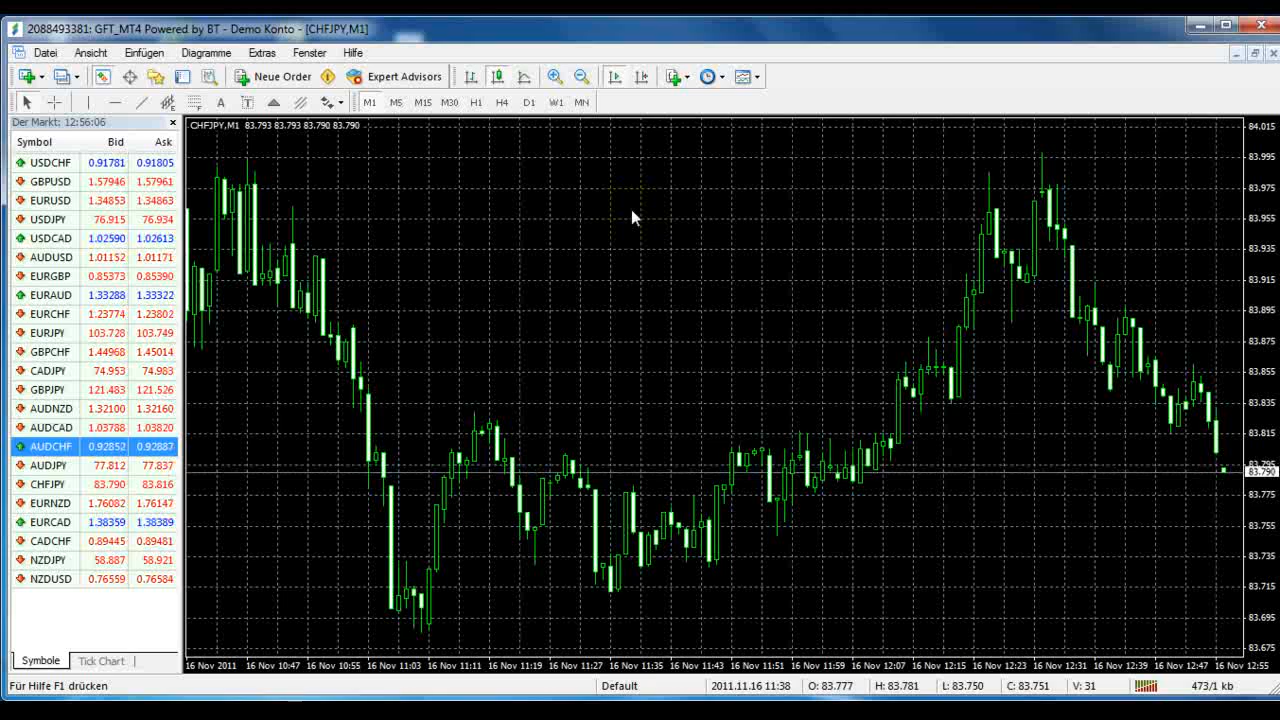 2088493381: GFT_MT4 Powered by BT - Demo Konto - [CHFJPY,M1]
Datei Ansicht Einfügen Diagramme Extras Fenster Hilfe
New Order Expert Advisors
A T M1 M5 M15 M30 H1 H4 D1 W1 MN
Der Markt: 12:56:06
Symbol Bid Ask
USDCHF 0.91781 0.91805
GBPUSD 1.57946 1.57961
EURUSD 1.34853 1.34863
USDJPY 76.915 76.934
USDCAD 1.02590 1.02613
AUDUSD 1.01152 1.01171
EURGBP 0.85373 0.85390
EURAUD 1.33288 1.33322
EURCHF 1.23774 1.23802
EURJPY 103.728 103.749
GBPCHF 1.44968 1.45014
CADJPY 74.953 74.983
GBPJPY 121.483 121.526
AUDNZD 1.32100 1.32160
AUDCAD 1.03788 1.03820
AUDCHF 0.92852 0.92887
AUDJPY 77.812 77.837
CHFJPY 83.790 83.816
EURNZD 1.76082 1.76147
EURCAD 1.38359 1.38389
CADCHF 0.89445 0.89481
NZDJPY 58.887 58.921
NZDUSD 0.76559 0.76584
Symbole Tick Chart
CHFJPY,M1 83.793 83.793 83.790 83.790
84.015
83.995
83.975
83.955
83.935
83.915
83.895
83.875
83.855
83.835
83.815
83.795
83.790
83.775
83.755
83.735
83.715
83.695
83.675
16 Nov 2011 16 Nov 10:47 16 Nov 10:55 16 Nov 11:03 16 Nov 11:11 16 Nov 11:19 16 Nov 11:27 16 Nov 11:35 16 Nov 11:43 16 Nov 11:51 16 Nov 11:59 16 Nov 12:07 16 Nov 12:15 16 Nov 12:23 16 Nov 12:31 16 Nov 12:39 16 Nov 12:47 16 Nov 12:55
Für Hilfe F1 drücken Default 2011.11.16 11:38 O: 83.777 H: 83.781 L: 83.750 C: 83.751 V: 31 473/1 kb